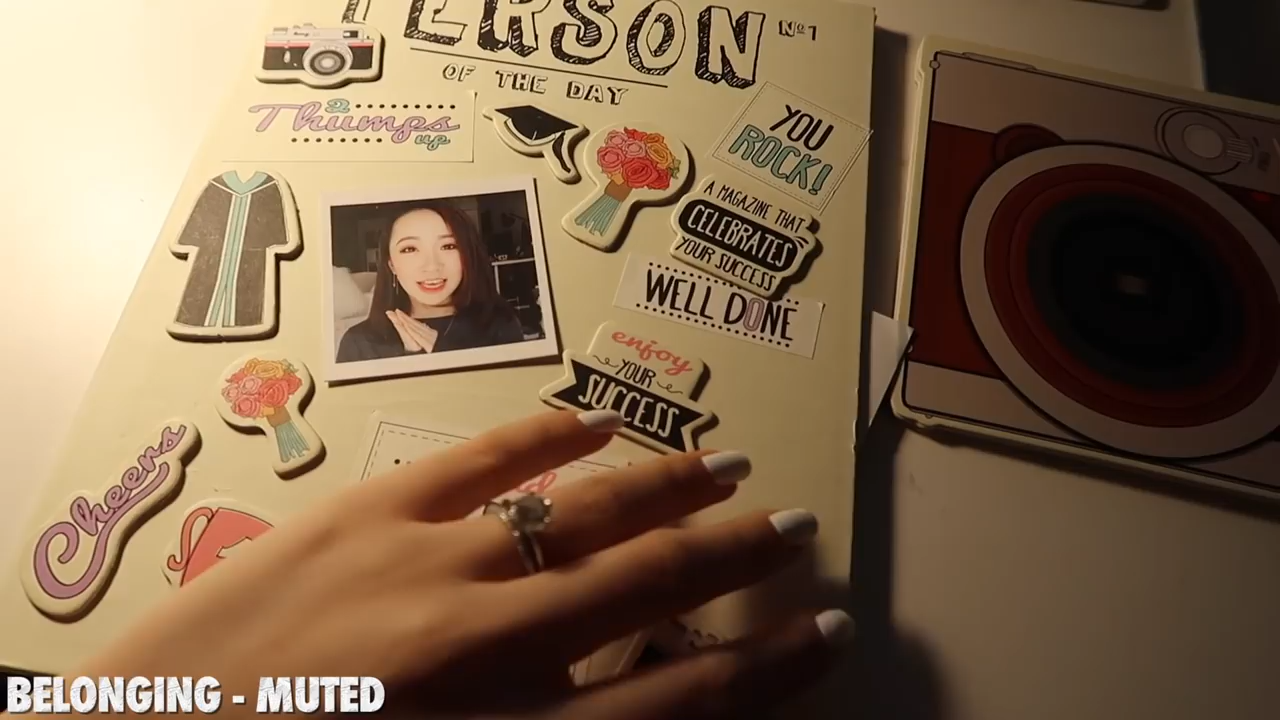 PERSON Nº1
OF THE DAY
2
Thumps
up
YOU
ROCK!
A MAGAZINE THAT
CELEBRATES
YOUR SUCCESS
WELL DONE
enjoy
YOUR
SUCCESS
Cheers
BELONGING - MUTED